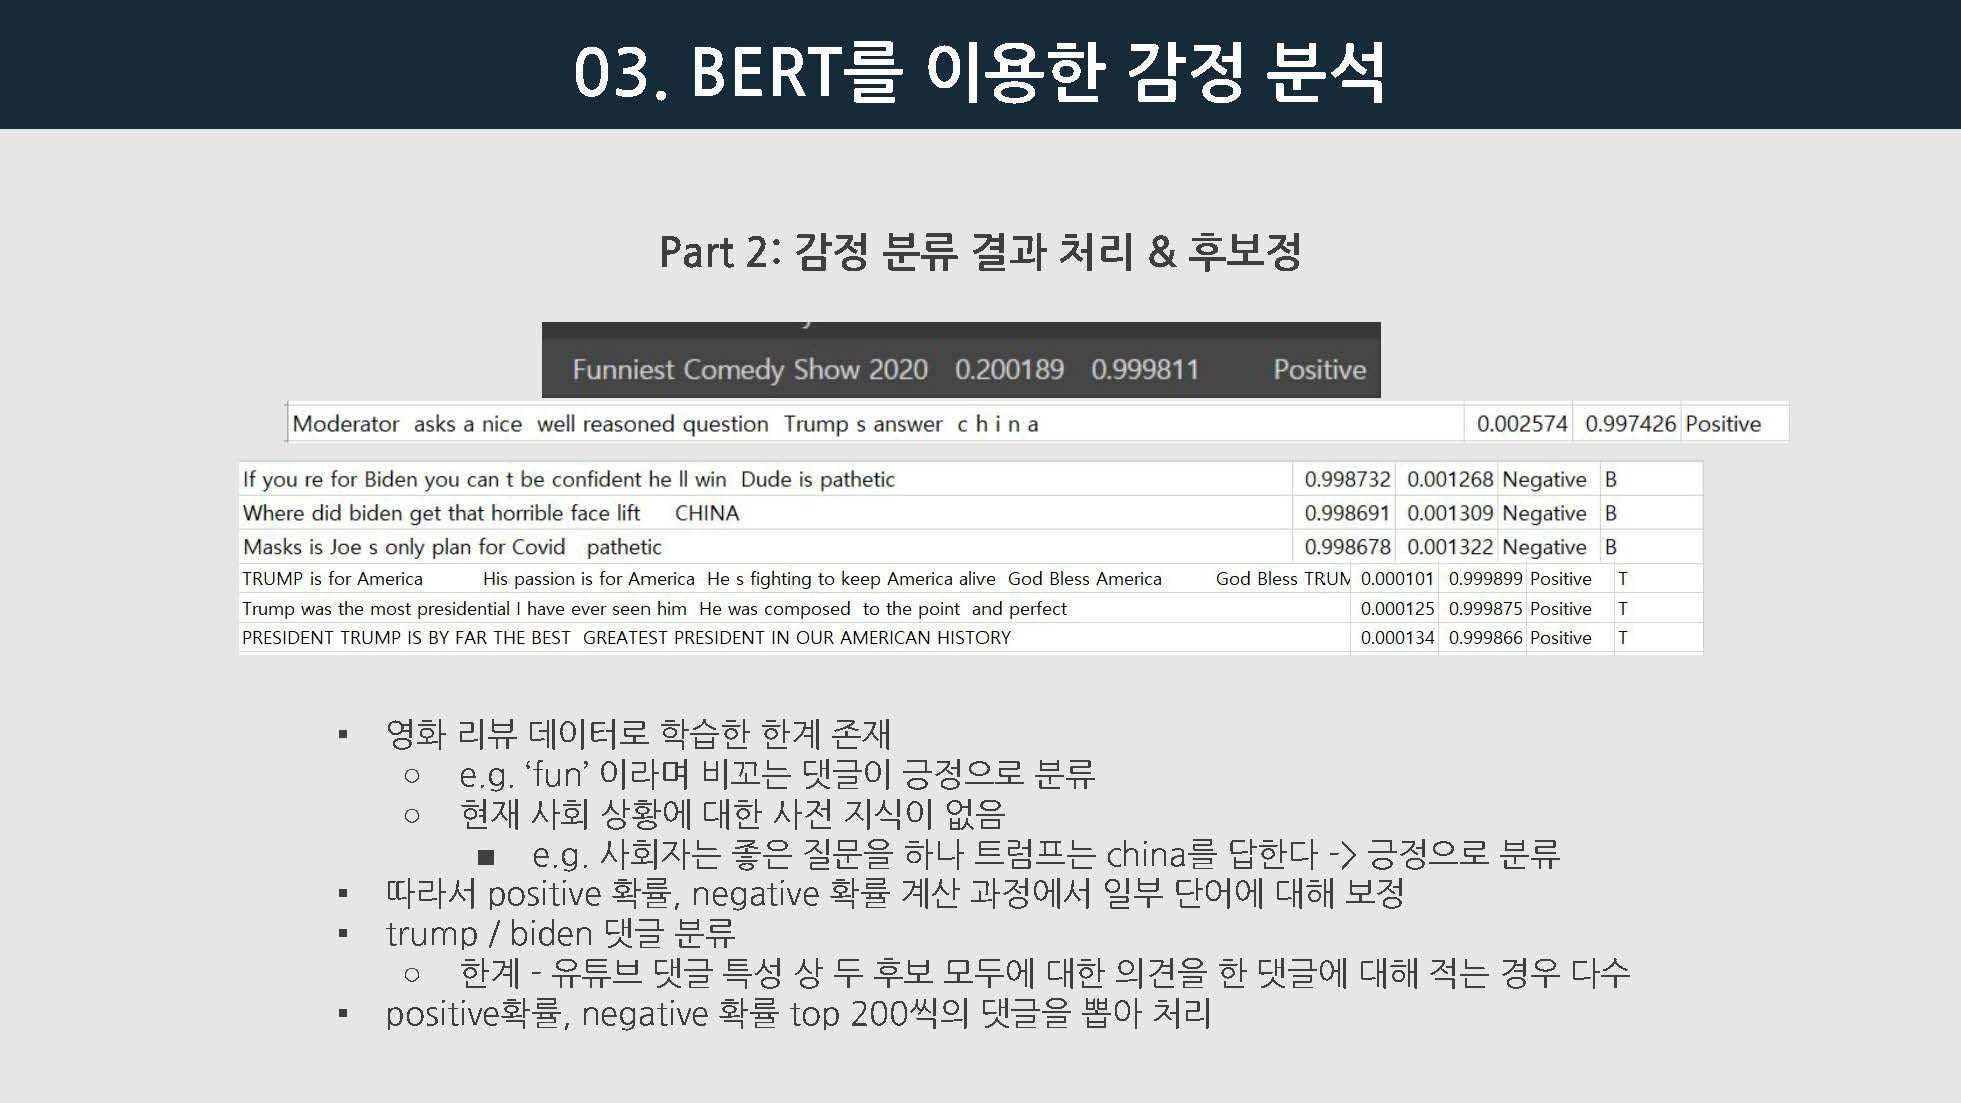 03. BERT를 이용한 감정 분석
Part 2: 감정 분류 결과 처리 & 후보정
Funniest Comedy Show 2020 0.200189 0.999811 Positive
Moderator asks a nice well reasoned question Trump s answer c h i n a 0.002574 0.997426 Positive
If you re for Biden you can t be confident he ll win Dude is pathetic 0.998732 0.001268 Negative B
Where did biden get that horrible face lift CHINA 0.998691 0.001309 Negative B
Masks is Joe s only plan for Covid pathetic 0.998678 0.001322 Negative B
TRUMP is for America His passion is for America He s fighting to keep America alive God Bless America God Bless TRUM 0.000101 0.999899 Positive T
Trump was the most presidential I have ever seen him He was composed to the point and perfect 0.000125 0.999875 Positive T
PRESIDENT TRUMP IS BY FAR THE BEST GREATEST PRESIDENT IN OUR AMERICAN HISTORY 0.000134 0.999866 Positive T
▪ 영화 리뷰 데이터로 학습한 한계 존재
○ e.g. ‘fun’ 이라며 비꼬는 댓글이 긍정으로 분류
○ 현재 사회 상황에 대한 사전 지식이 없음
■ e.g. 사회자는 좋은 질문을 하나 트럼프는 china를 답한다 -> 긍정으로 분류
▪ 따라서 positive 확률, negative 확률 계산 과정에서 일부 단어에 대해 보정
▪ trump / biden 댓글 분류
○ 한계 - 유튜브 댓글 특성 상 두 후보 모두에 대한 의견을 한 댓글에 대해 적는 경우 다수
▪ positive확률, negative 확률 top 200씩의 댓글을 뽑아 처리